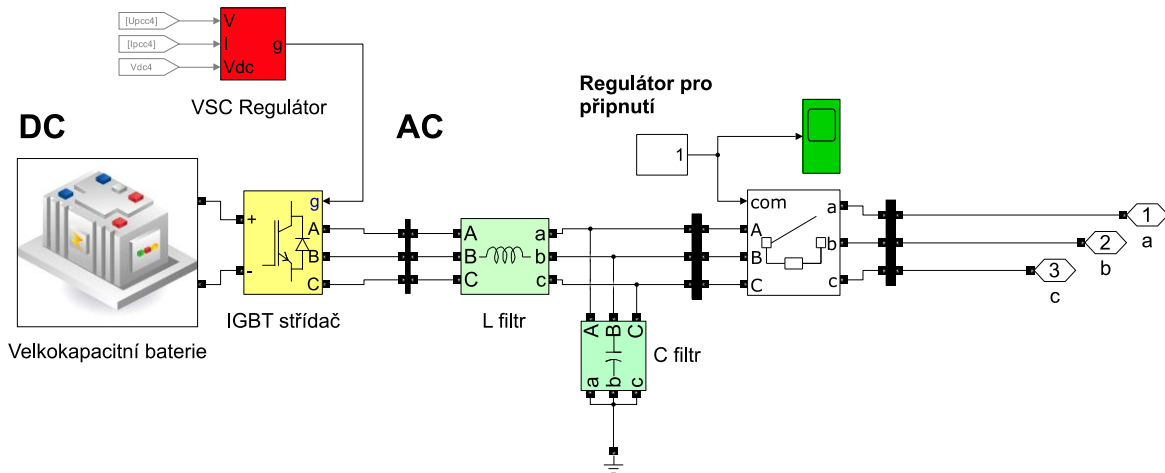 [Upcc4]
[Ipcc4]
Vdc4
V
I
Vdc
g
VSC Regulátor
DC
AC
Regulátor pro
připnutí
1
g
+
-
A
B
C
IGBT střídač
Velkokapacitní baterie
A
B
C
a
b
c
L filtr
A
B
C
a
b
c
C filtr
com
A
B
C
a
b
c
1
a
2
b
3
c